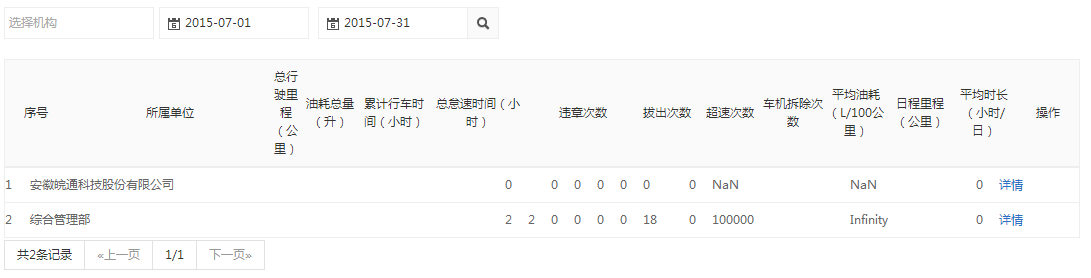 选择机构 2015-07-01 2015-07-31
序号 所属单位 总行驶里程（公里） 油耗总量（升） 累计行车时间（小时） 总怠速时间（小时） 违章次数 拔出次数 超速次数 车机拆除次数 平均油耗（L/100公里） 日程里程（公里） 平均时长（小时/日） 操作
1 安徽皖通科技股份有限公司 0 0 0 0 0 0 0 NaN NaN 0 详情
2 综合管理部 2 2 0 0 0 0 18 0 100000 Infinity 0 详情
共2条记录 «上一页 1/1 下一页»